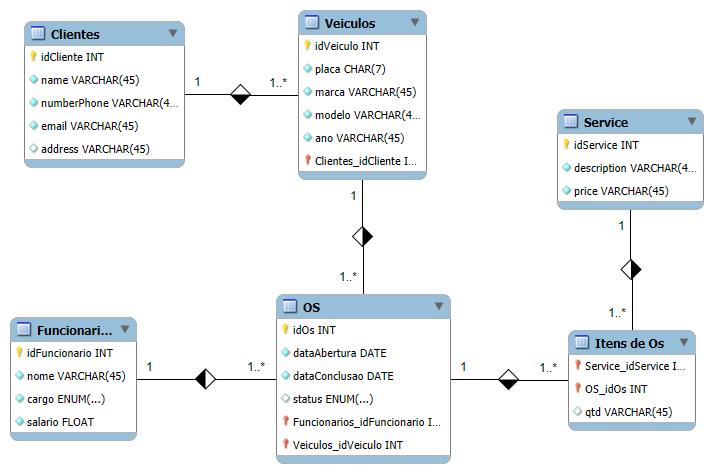 Clientes
idCliente INT
name VARCHAR(45)
numberPhone VARCHAR(4...
email VARCHAR(45)
address VARCHAR(45)
1
1..*
Veiculos
idVeiculo INT
placa CHAR(7)
marca VARCHAR(45)
modelo VARCHAR(4...
ano VARCHAR(45)
Clientes_idCliente I...
1
1..*
Service
idService INT
description VARCHAR(4...
price VARCHAR(45)
1
1..*
Funcionari...
idFuncionario INT
nome VARCHAR(45)
cargo ENUM(...)
salario FLOAT
1
1..*
OS
idOs INT
dataAbertura DATE
dataConclusao DATE
status ENUM(...)
Funcionarios_idFuncionario I...
Veiculos_idVeiculo INT
1
1..*
Itens de Os
Service_idService I...
OS_idOs INT
qtd VARCHAR(45)